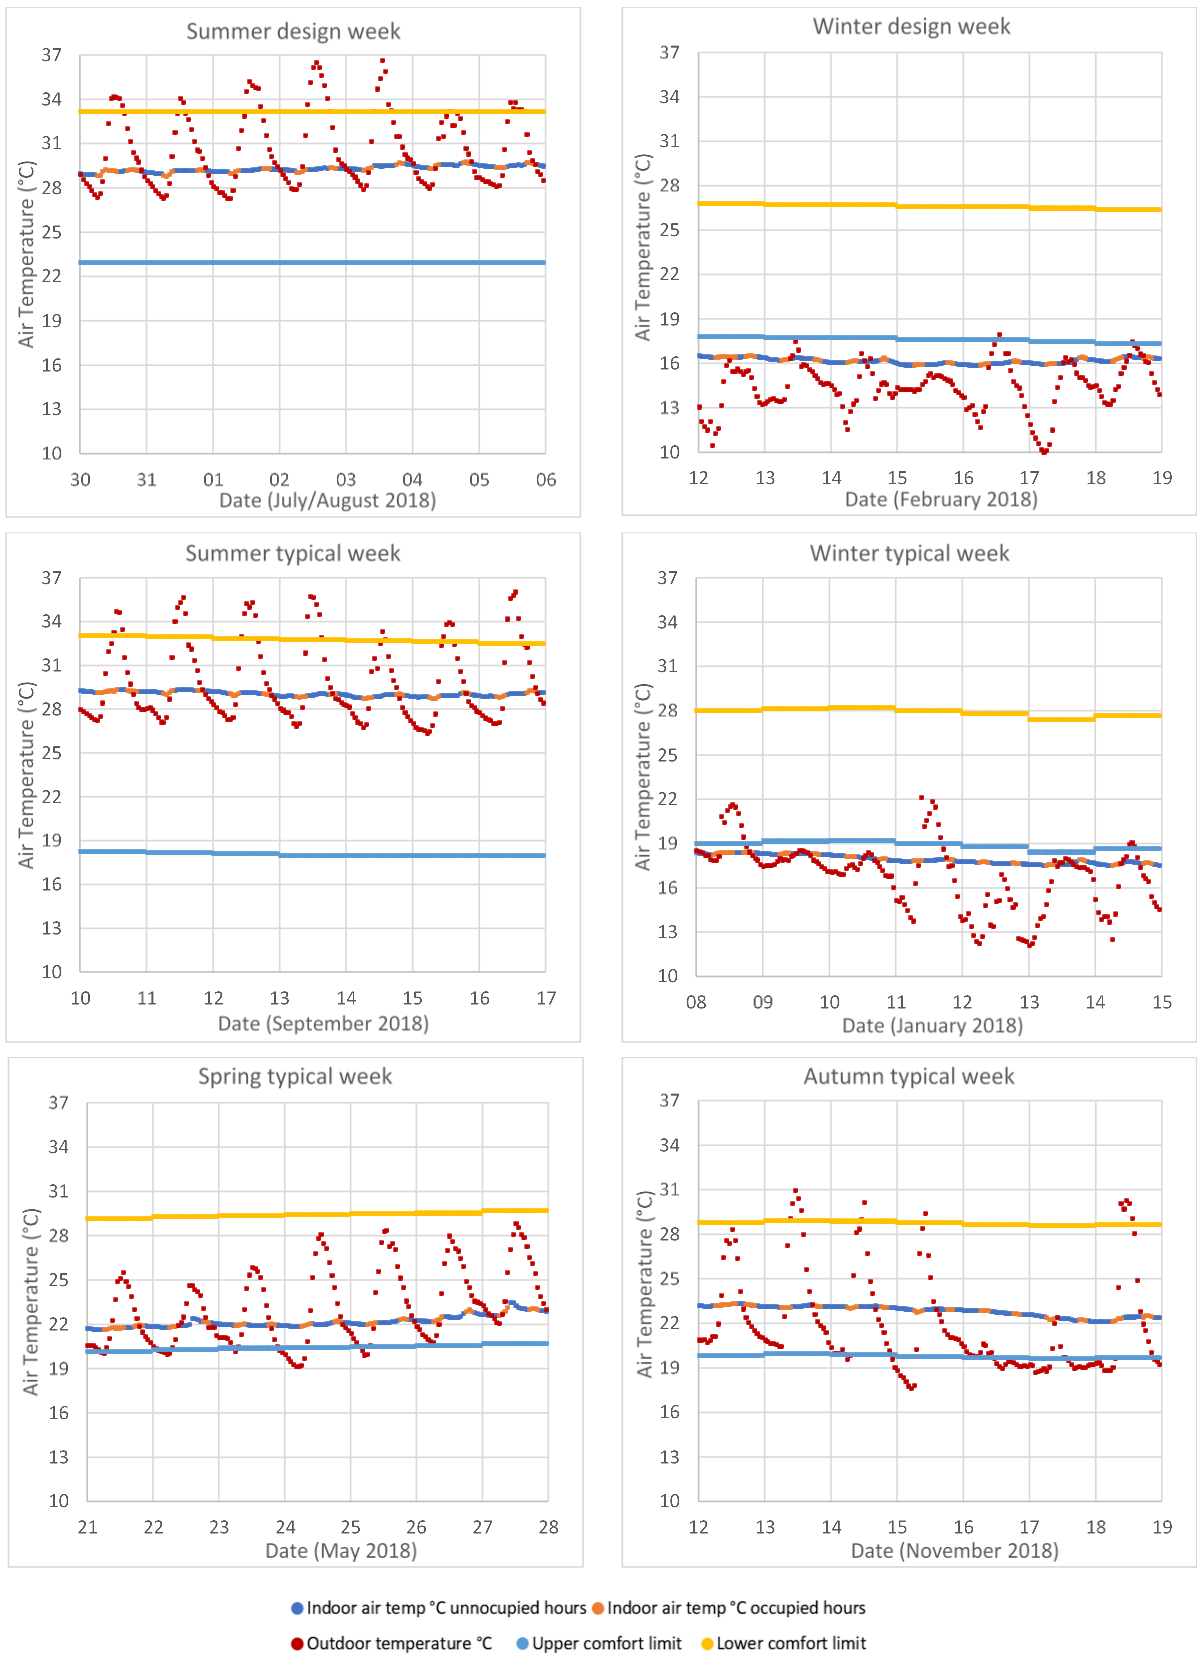 Summer design week
37
34
31
28
25
22
19
16
13
10
Air Temperature (°C)
30 31 01 02 03 04 05 06
Date (July/August 2018)
Winter design week
37
34
31
28
25
22
19
16
13
10
Air Temperature (°C)
12 13 14 15 16 17 18 19
Date (February 2018)
Summer typical week
37
34
31
28
25
22
19
16
13
10
Air Temperature (°C)
10 11 12 13 14 15 16 17
Date (September 2018)
Winter typical week
37
34
31
28
25
22
19
16
13
10
Air Temperature (°C)
08 09 10 11 12 13 14 15
Date (January 2018)
Spring typical week
37
34
31
28
25
22
19
16
13
10
Air Temperature (°C)
21 22 23 24 25 26 27 28
Date (May 2018)
Autumn typical week
37
34
31
28
25
22
19
16
13
10
Air Temperature (°C)
12 13 14 15 16 17 18 19
Date (November 2018)
Indoor air temp °C unnocupied hours Indoor air temp °C occupied hours
Outdoor temperature °C Upper comfort limit Lower comfort limit